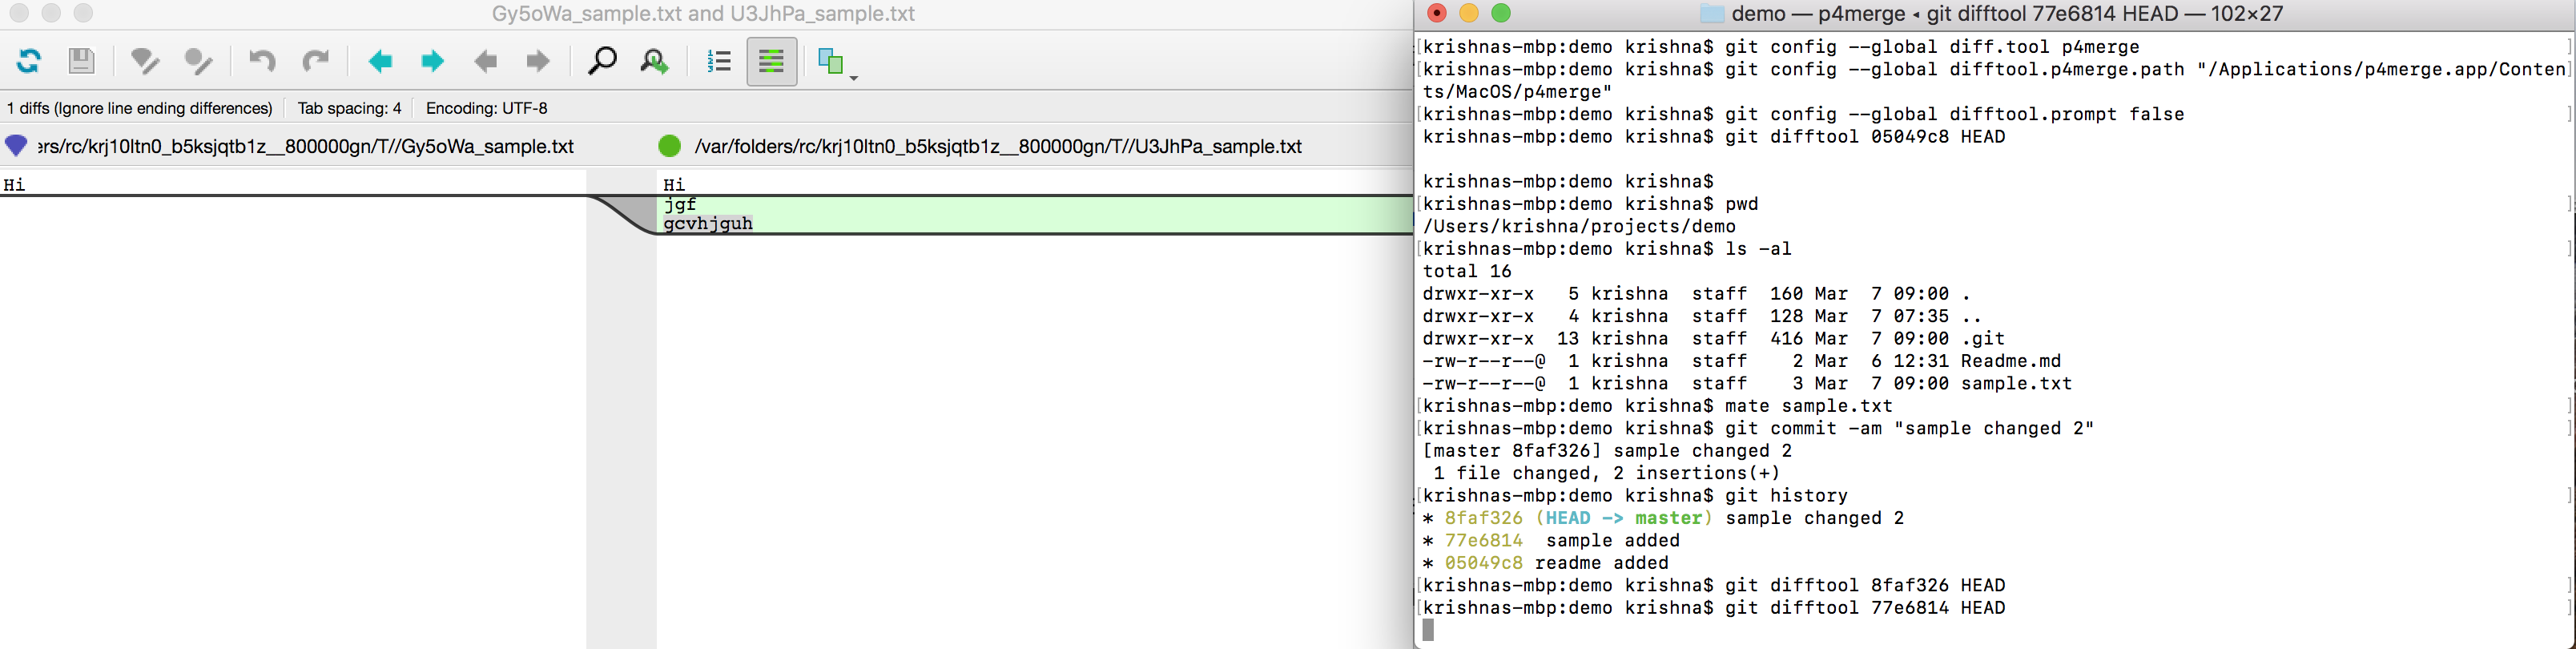 Gy5oWa_sample.txt and U3JhPa_sample.txt
1 diffs (Ignore line ending differences) Tab spacing: 4 Encoding: UTF-8
ers/rc/krj10ltn0_b5ksjqtb1z__800000gn/T//Gy5oWa_sample.txt /var/folders/rc/krj10ltn0_b5ksjqtb1z__800000gn/T//U3JhPa_sample.txt
Hi
Hi
jgf
gcvhjguh
demo — p4merge ◂ git difftool 77e6814 HEAD — 102×27
[krishnas-mbp:demo krishna$ git config --global diff.tool p4merge ]
[krishnas-mbp:demo krishna$ git config --global difftool.p4merge.path "/Applications/p4merge.app/Conten]
ts/MacOS/p4merge"
[krishnas-mbp:demo krishna$ git config --global difftool.prompt false ]
krishnas-mbp:demo krishna$ git difftool 05049c8 HEAD
krishnas-mbp:demo krishna$
[krishnas-mbp:demo krishna$ pwd ]
/Users/krishna/projects/demo
[krishnas-mbp:demo krishna$ ls -al ]
total 16
drwxr-xr-x 5 krishna staff 160 Mar 7 09:00 .
drwxr-xr-x 4 krishna staff 128 Mar 7 07:35 ..
drwxr-xr-x 13 krishna staff 416 Mar 7 09:00 .git
-rw-r--r--@ 1 krishna staff 2 Mar 6 12:31 Readme.md
-rw-r--r--@ 1 krishna staff 3 Mar 7 09:00 sample.txt
[krishnas-mbp:demo krishna$ mate sample.txt ]
[krishnas-mbp:demo krishna$ git commit -am "sample changed 2" ]
[master 8faf326] sample changed 2
1 file changed, 2 insertions(+)
[krishnas-mbp:demo krishna$ git history ]
* 8faf326 (HEAD -> master) sample changed 2
* 77e6814 sample added
* 05049c8 readme added
[krishnas-mbp:demo krishna$ git difftool 8faf326 HEAD ]
[krishnas-mbp:demo krishna$ git difftool 77e6814 HEAD ]